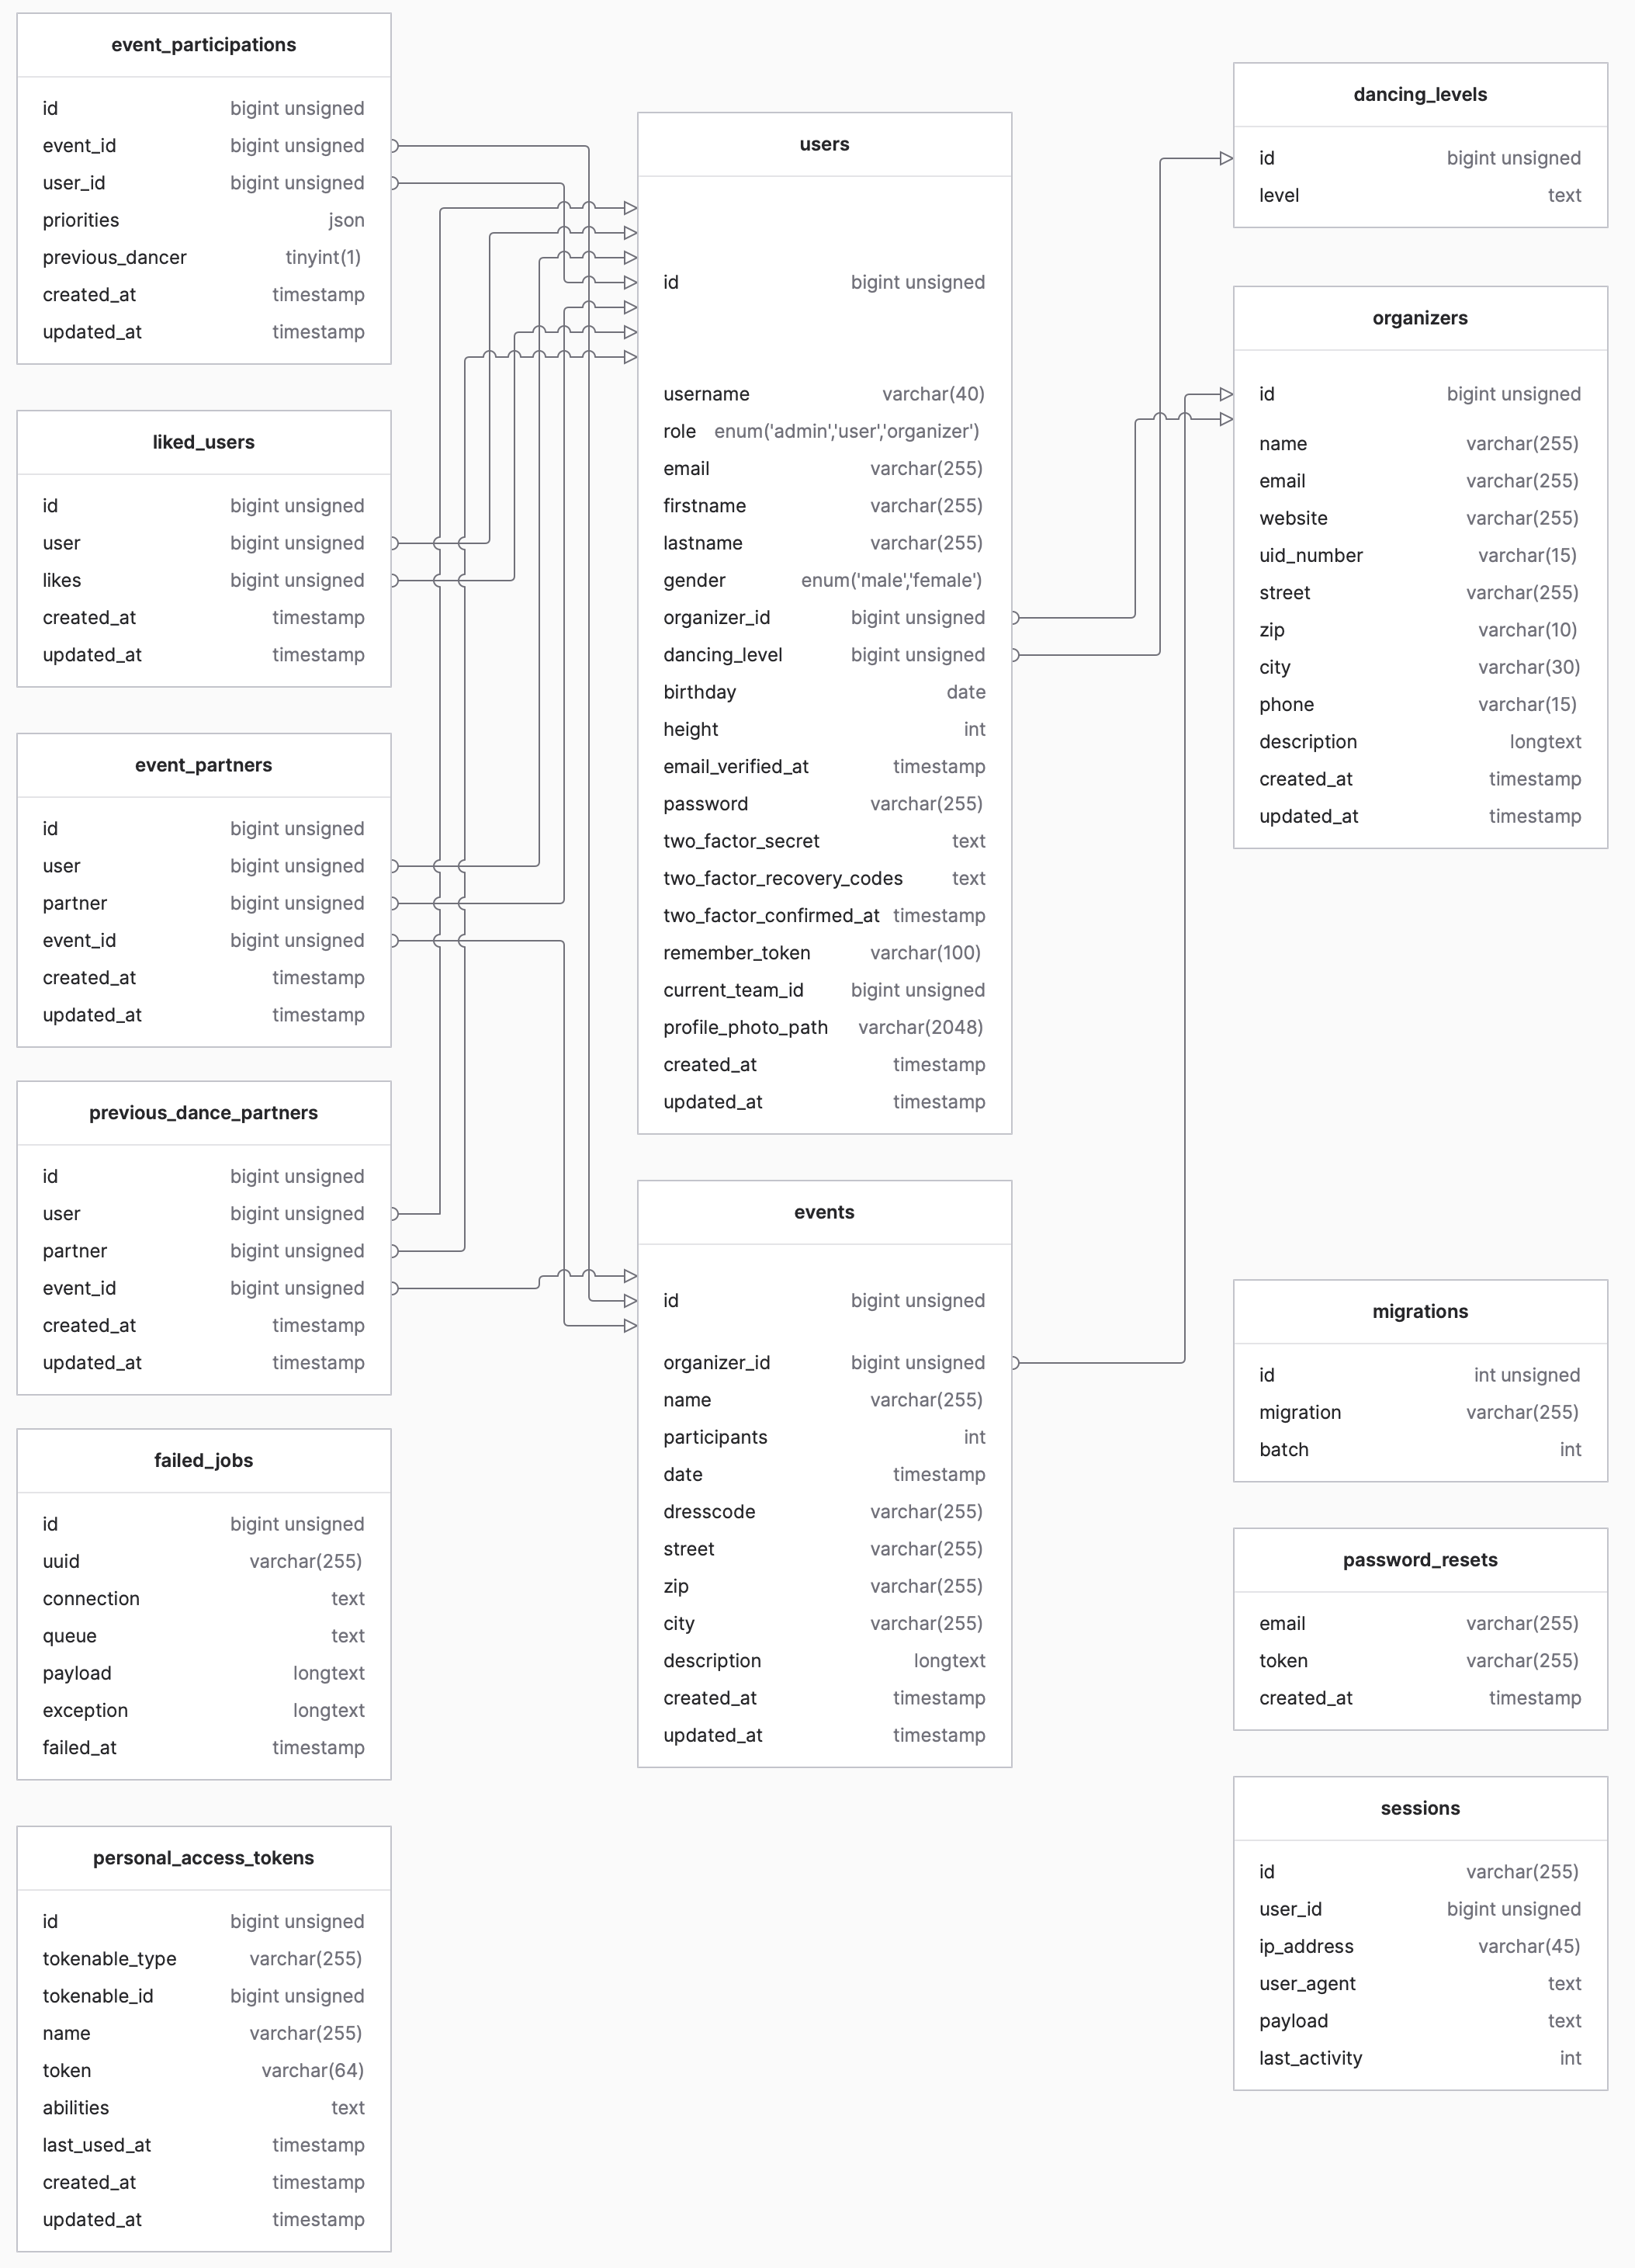 event_participations
id bigint unsigned
event_id bigint unsigned
user_id bigint unsigned
priorities json
previous_dancer tinyint(1)
created_at timestamp
updated_at timestamp
liked_users
id bigint unsigned
user bigint unsigned
likes bigint unsigned
created_at timestamp
updated_at timestamp
event_partners
id bigint unsigned
user bigint unsigned
partner bigint unsigned
event_id bigint unsigned
created_at timestamp
updated_at timestamp
previous_dance_partners
id bigint unsigned
user bigint unsigned
partner bigint unsigned
event_id bigint unsigned
created_at timestamp
updated_at timestamp
failed_jobs
id bigint unsigned
uuid varchar(255)
connection text
queue text
payload longtext
exception longtext
failed_at timestamp
personal_access_tokens
id bigint unsigned
tokenable_type varchar(255)
tokenable_id bigint unsigned
name varchar(255)
token varchar(64)
abilities text
last_used_at timestamp
created_at timestamp
updated_at timestamp
users
id bigint unsigned
username varchar(40)
role enum('admin','user','organizer')
email varchar(255)
firstname varchar(255)
lastname varchar(255)
gender enum('male','female')
organizer_id bigint unsigned
dancing_level bigint unsigned
birthday date
height int
email_verified_at timestamp
password varchar(255)
two_factor_secret text
two_factor_recovery_codes text
two_factor_confirmed_at timestamp
remember_token varchar(100)
current_team_id bigint unsigned
profile_photo_path varchar(2048)
created_at timestamp
updated_at timestamp
events
id bigint unsigned
organizer_id bigint unsigned
name varchar(255)
participants int
date timestamp
dresscode varchar(255)
street varchar(255)
zip varchar(255)
city varchar(255)
description longtext
created_at timestamp
updated_at timestamp
dancing_levels
id bigint unsigned
level text
organizers
id bigint unsigned
name varchar(255)
email varchar(255)
website varchar(255)
uid_number varchar(15)
street varchar(255)
zip varchar(10)
city varchar(30)
phone varchar(15)
description longtext
created_at timestamp
updated_at timestamp
migrations
id int unsigned
migration varchar(255)
batch int
password_resets
email varchar(255)
token varchar(255)
created_at timestamp
sessions
id varchar(255)
user_id bigint unsigned
ip_address varchar(45)
user_agent text
payload text
last_activity int